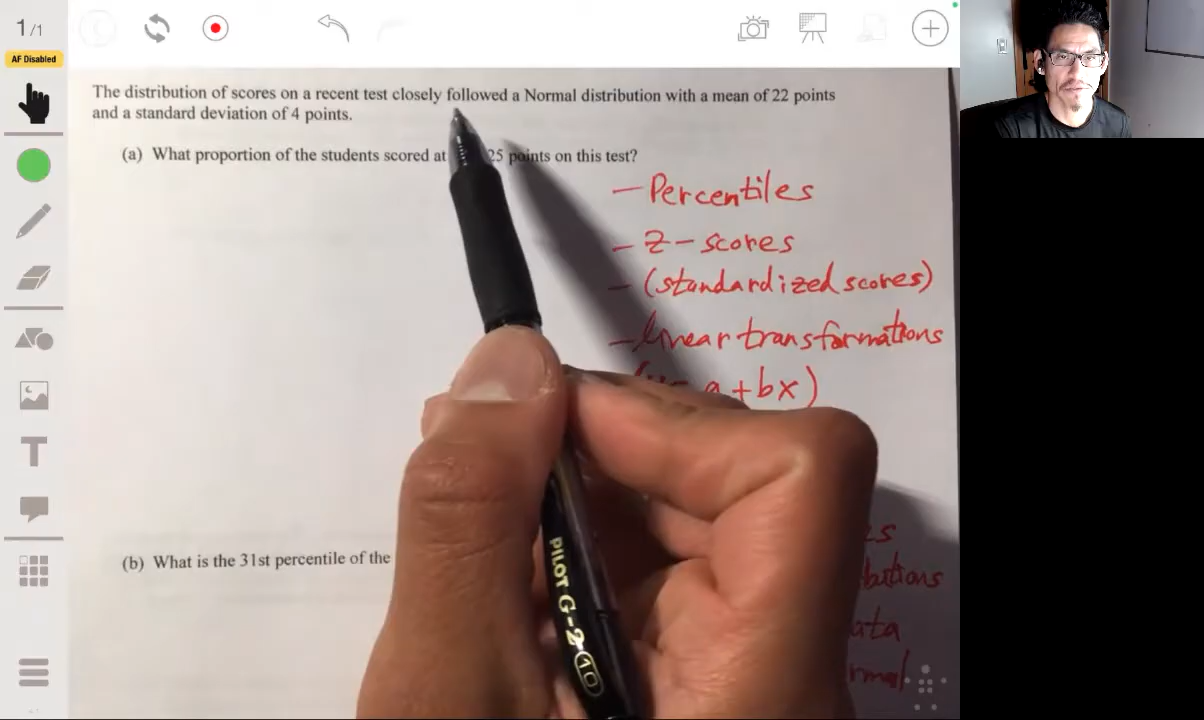 1/1
AF Disabled
The distribution of scores on a recent test closely followed a Normal distribution with a mean of 22 points
and a standard deviation of 4 points.
(a) What proportion of the students scored at 25 points on this test?
- Percentiles
- z-scores
- (standardized scores)
- linear transformations
a+bx)
(b) What is the 31st percentile of the
T
PILOT G-2 10